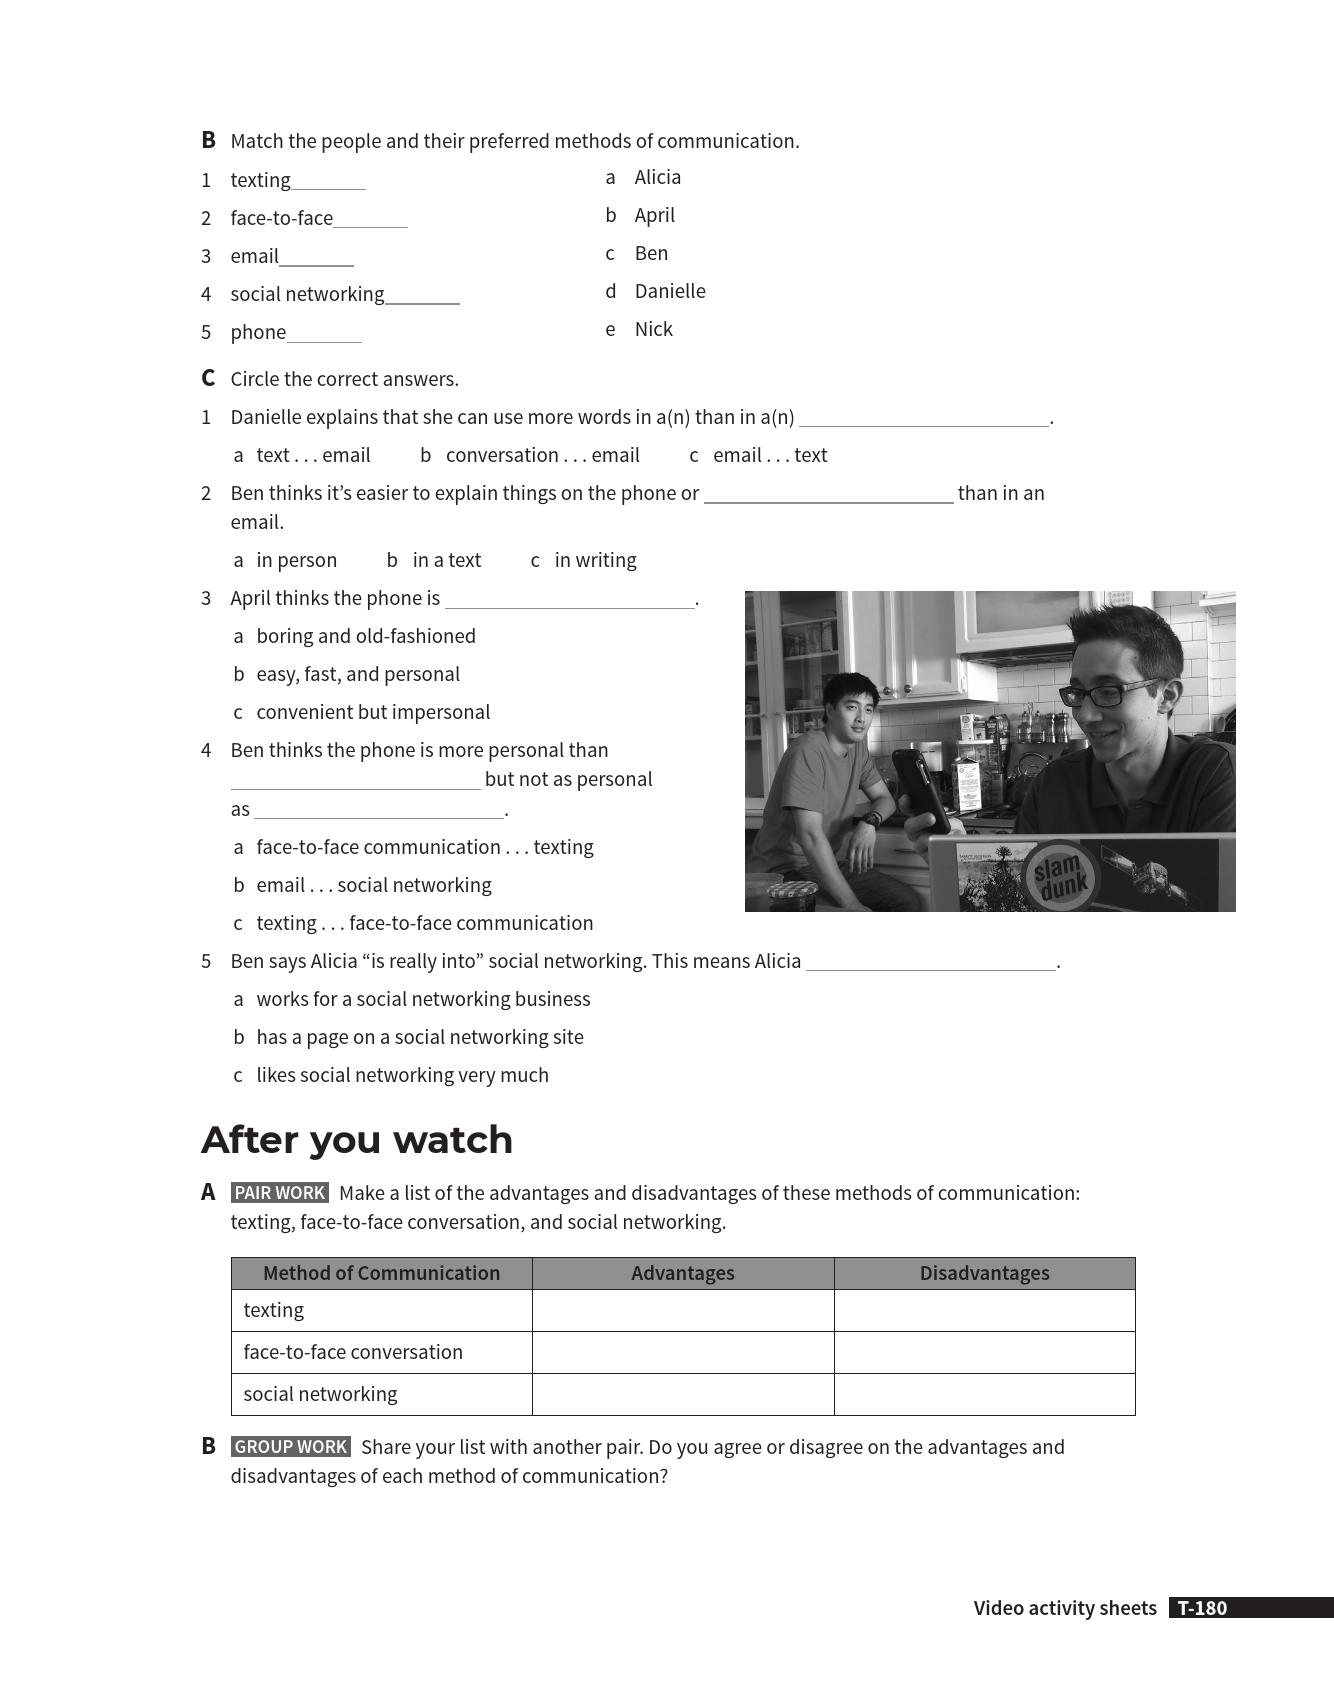 B Match the people and their preferred methods of communication.
1 texting_______ a Alicia
2 face-to-face_______ b April
3 email_______ c Ben
4 social networking_______ d Danielle
5 phone_______ e Nick
C Circle the correct answers.
1 Danielle explains that she can use more words in a(n) than in a(n) _______________________.
a text . . . email b conversation . . . email c email . . . text
2 Ben thinks it’s easier to explain things on the phone or _______________________ than in an
email.
a in person b in a text c in writing
3 April thinks the phone is _______________________.
a boring and old-fashioned
b easy, fast, and personal
c convenient but impersonal
4 Ben thinks the phone is more personal than
_______________________ but not as personal
as _______________________.
a face-to-face communication . . . texting
b email . . . social networking
c texting . . . face-to-face communication
slam
dunk
5 Ben says Alicia “is really into” social networking. This means Alicia _______________________.
a works for a social networking business
b has a page on a social networking site
c likes social networking very much
After you watch
A PAIR WORK Make a list of the advantages and disadvantages of these methods of communication:
texting, face-to-face conversation, and social networking.
Method of Communication Advantages Disadvantages
texting
face-to-face conversation
social networking
B GROUP WORK Share your list with another pair. Do you agree or disagree on the advantages and
disadvantages of each method of communication?
Video activity sheets T-180